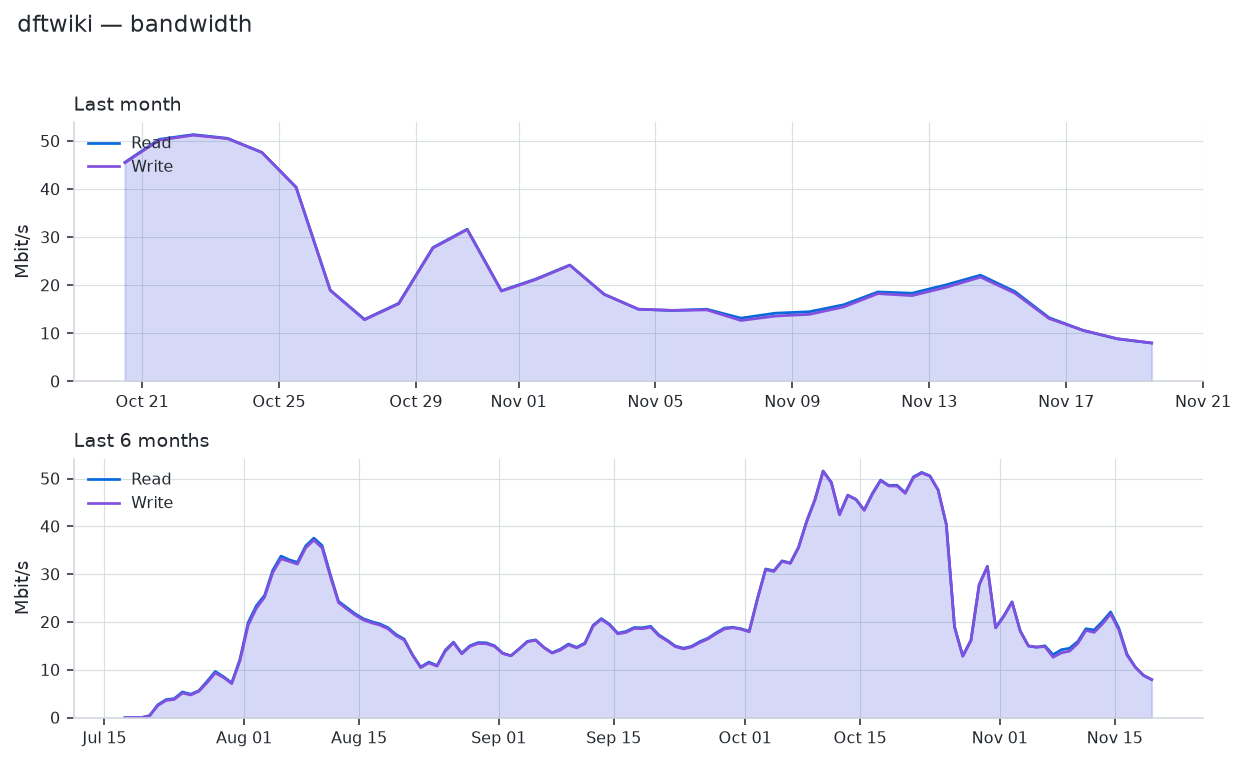 dftwiki — bandwidth
Last month
Mbit/s
50
40
30
20
10
0
Read
Write
Oct 21 Oct 25 Oct 29 Nov 01 Nov 05 Nov 09 Nov 13 Nov 17 Nov 21
Last 6 months
Mbit/s
50
40
30
20
10
0
Read
Write
Jul 15 Aug 01 Aug 15 Sep 01 Sep 15 Oct 01 Oct 15 Nov 01 Nov 15